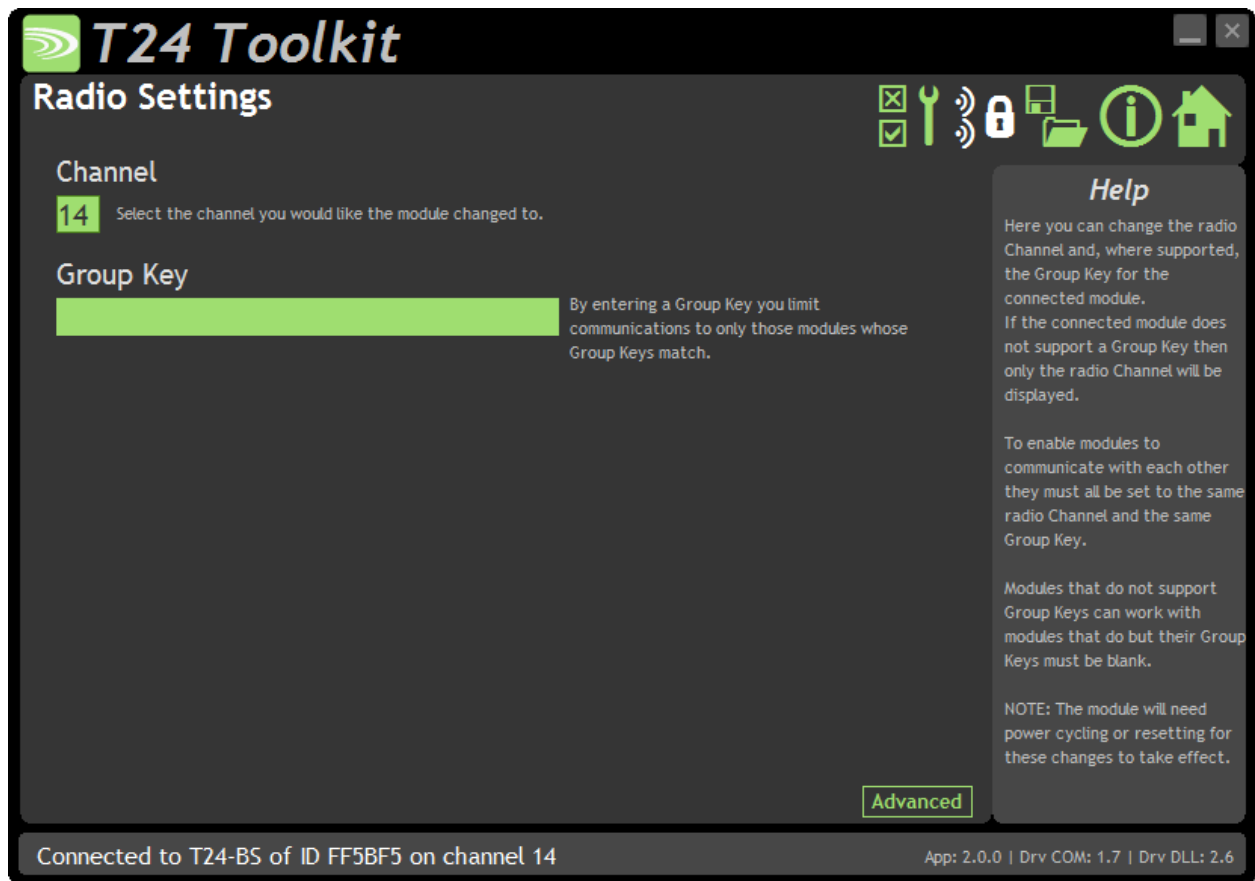 T24 Toolkit
Radio Settings
Channel
14
Select the channel you would like the module changed to.
Group Key
By entering a Group Key you limit
communications to only those modules whose
Group Keys match.
Help
Here you can change the radio
Channel and, where supported,
the Group Key for the
connected module.
If the connected module does
not support a Group Key then
only the radio Channel will be
displayed.
To enable modules to
communicate with each other
they must all be set to the same
radio Channel and the same
Group Key.
Modules that do not support
Group Keys can work with
modules that do but their Group
Keys must be blank.
NOTE: The module will need
power cycling or resetting for
these changes to take effect.
Advanced
Connected to T24-BS of ID FF5BF5 on channel 14
App: 2.0.0 | Drv COM: 1.7 | Drv DLL: 2.6